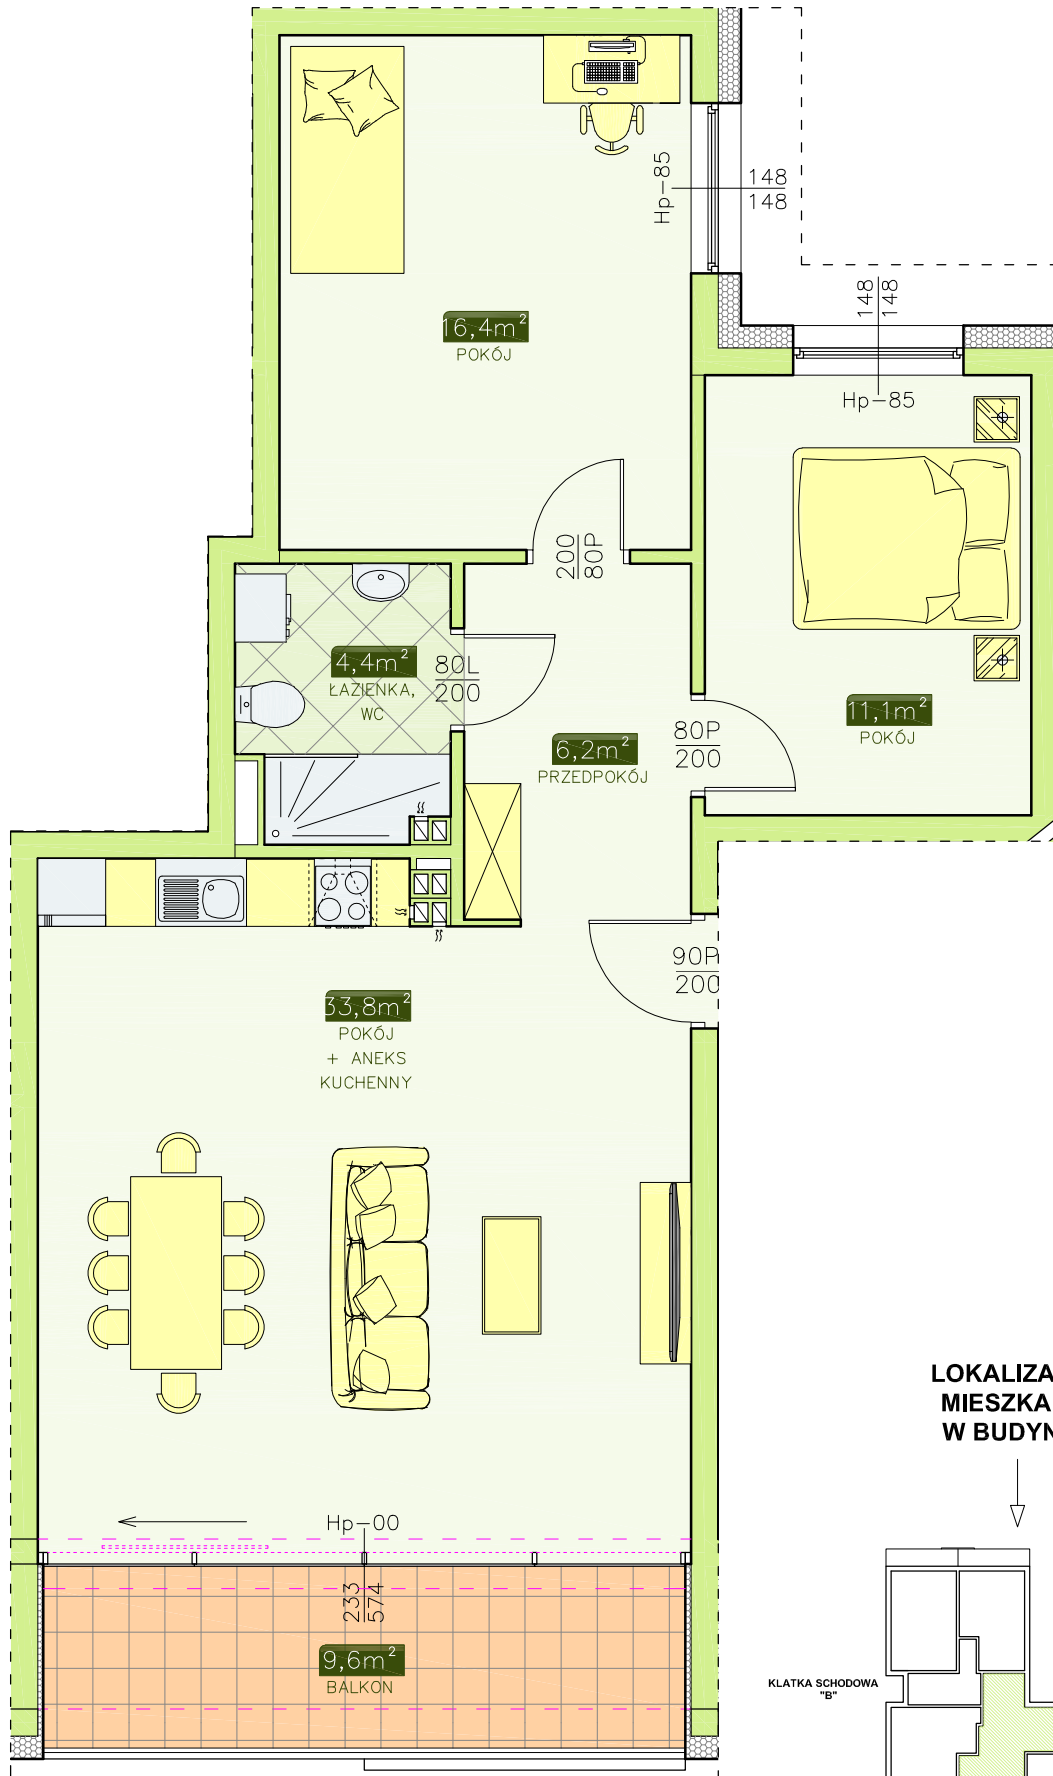 Hp-85
148
148
148
148
Hp-85
16,4m²
POKÓJ
200
80P
4,4m²
ŁAZIENKA,
WC
80L
200
11,1m²
POKÓJ
80P
200
6,2m²
PRZEDPOKÓJ
90P
200
33,8m²
POKÓJ
+ ANEKS
KUCHENNY
LOKALIZA
MIESZKA
W BUDYN
Hp-00
233
574
9,6m²
BALKON
KLATKA SCHODOWA
"B"